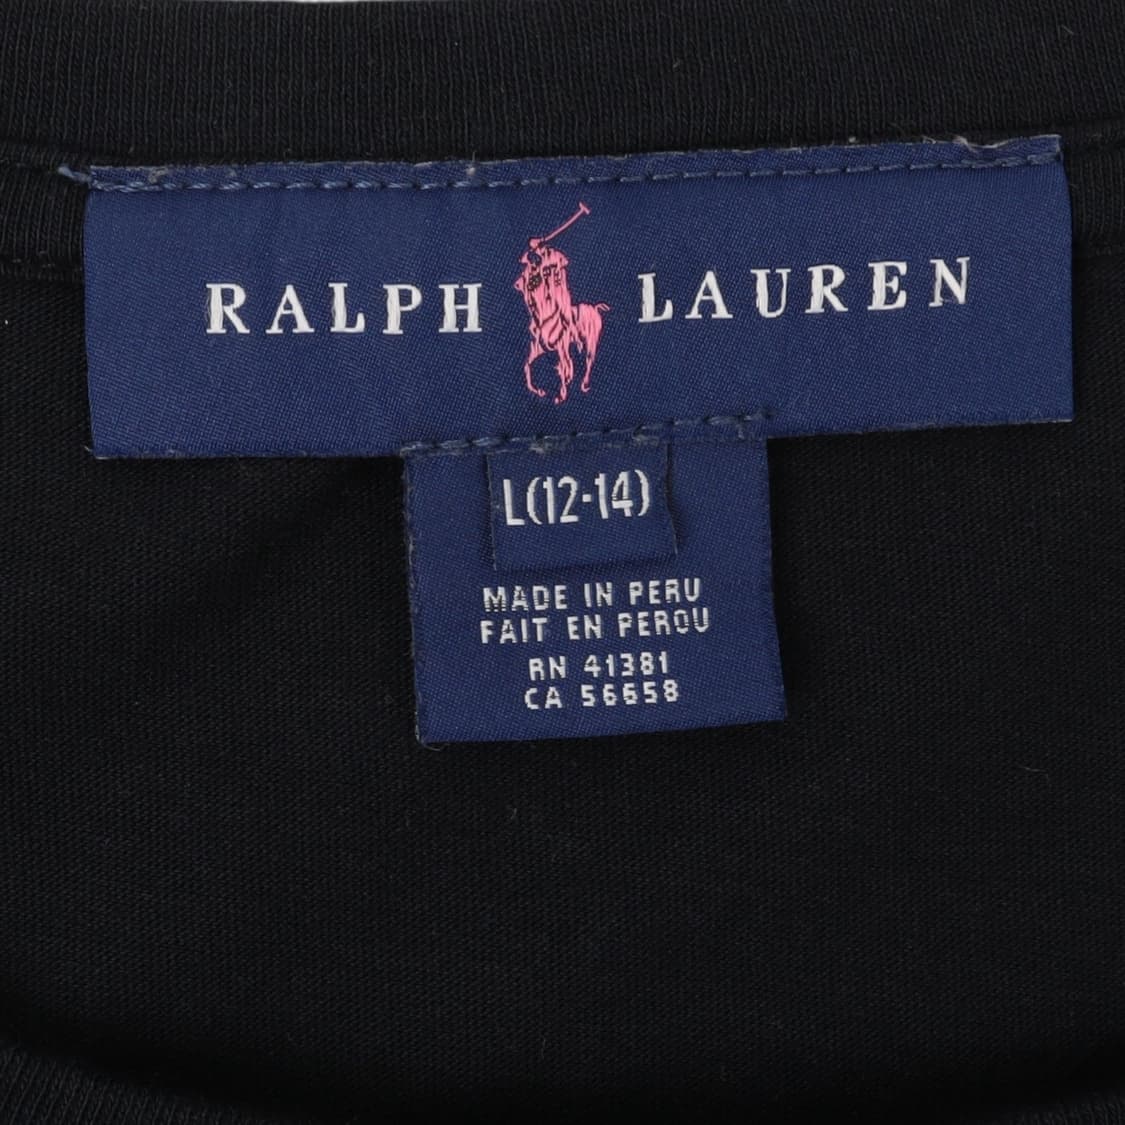 RALPH LAUREN
L(12-14)
MADE IN PERU
FAIT EN PEROU
RN 41381
CA 56658